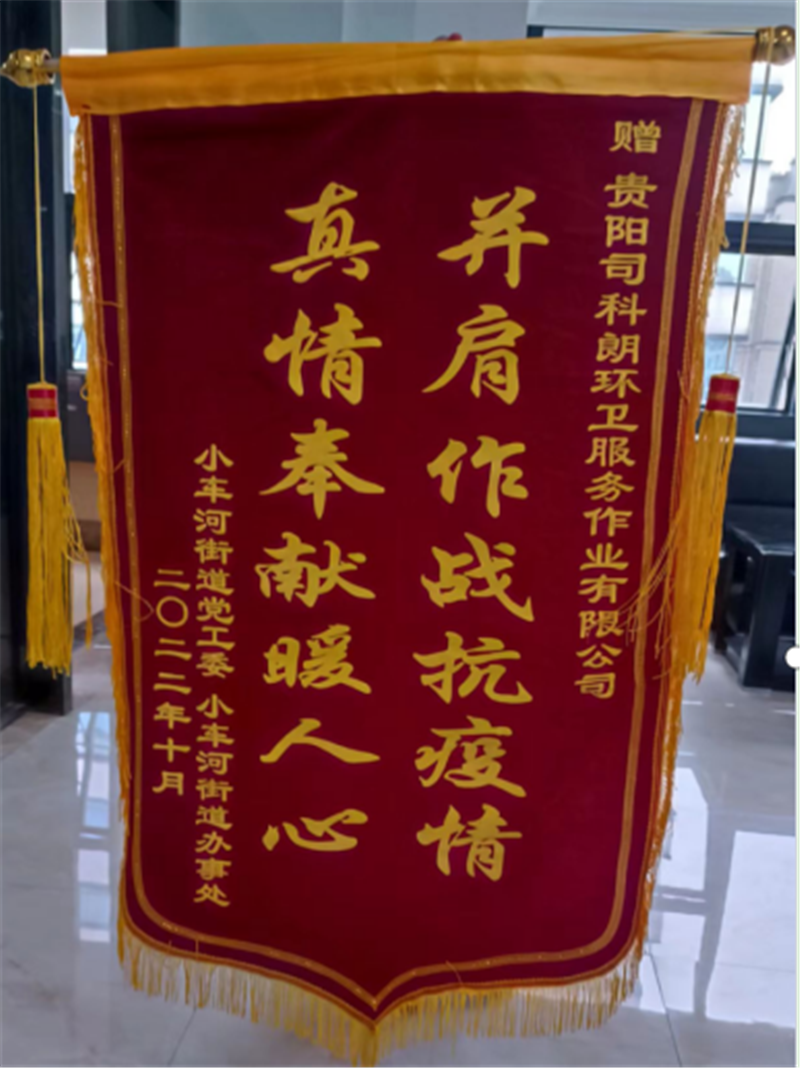 赠 贵阳司科朗环卫服务作业有限公司
并肩作战抗疫情
真情奉献暖人心
小车河街道党工委 小车河街道办事处
二〇二二年十月